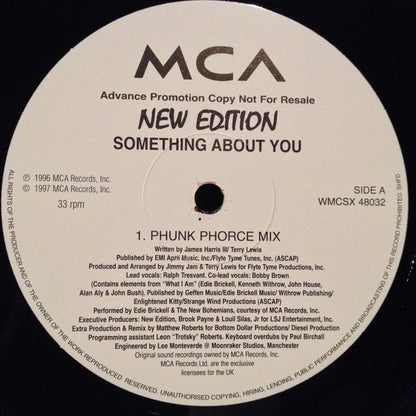 MCA
Advance Promotion Copy Not For Resale
NEW EDITION
SOMETHING ABOUT YOU
℗ 1996 MCA Records, Inc.
© 1997 MCA Records, Inc.
33 rpm
SIDE A
WMCSX 48032
1. PHUNK PHORCE MIX
Written by James Harris III/ Terry Lewis
Published by EMI April Music, Inc/Flyte Tyme Tunes, Inc. (ASCAP)
Produced and Arranged by Jimmy Jam & Terry Lewis for Flyte Tyme Productions, Inc.
Lead vocals: Ralph Tresvant. Co-lead vocals: Bobby Brown
(Contains elements from "What I Am" (Edie Brickell, Kenneth Withrow, John House,
Alan Aly & John Bush). Published by Geffen Music/Edie Brickell Music/ Withrow Publishing/
Enlightened Kitty/Strange Wind Productions (ASCAP)
Performed by Edie Brickell & The New Bohemians, courtesy of MCA Records, Inc.
Executive Producers: New Edition, Brook Payne & Louil Silas, Jr for LSJ Entertainment, Inc.
Extra Production & Remix by Matthew Roberts for Bottom Dollar Productions/ Diesel Production
Programming assistant Leon "Trotsky" Roberts. Keyboard overdubs by Paul Birchall
Engineered by Lee Monteverde @ Moonraker Studios, Manchester
Original sound recordings owned by MCA Records, Inc.
MCA Records Ltd. are the exclusive
licensees for the UK
ALL RIGHTS OF THE PRODUCER AND OF THE OWNER OF THE WORK REPRODUCED RESERVED. UNAUTHORISED COPYING, HIRING, LENDING, PUBLIC PERFORMANCE AND BROADCASTING OF THIS RECORD PROHIBITED.